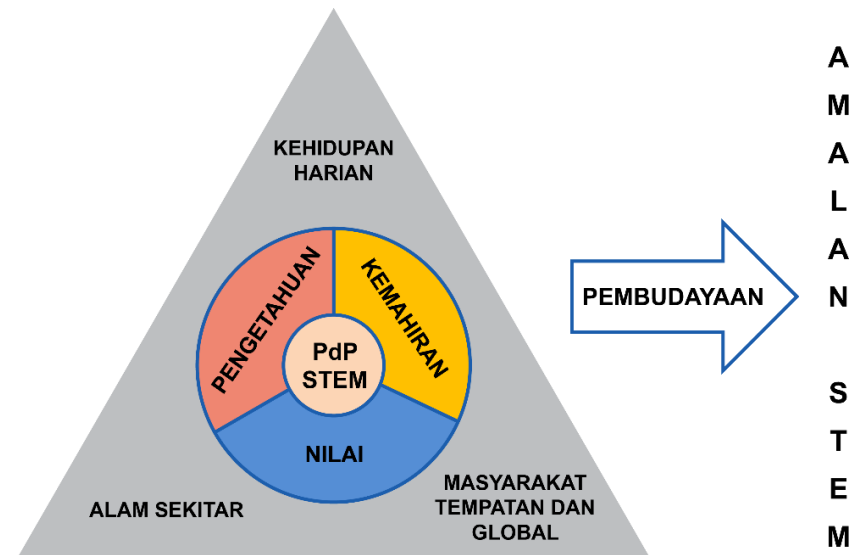 KEHIDUPAN
HARIAN
PENGETAHUAN
KEMAHIRAN
PdP
STEM
NILAI
ALAM SEKITAR
MASYARAKAT
TEMPATAN DAN
GLOBAL
PEMBUDAYAAN
A
M
A
L
A
N
S
T
E
M